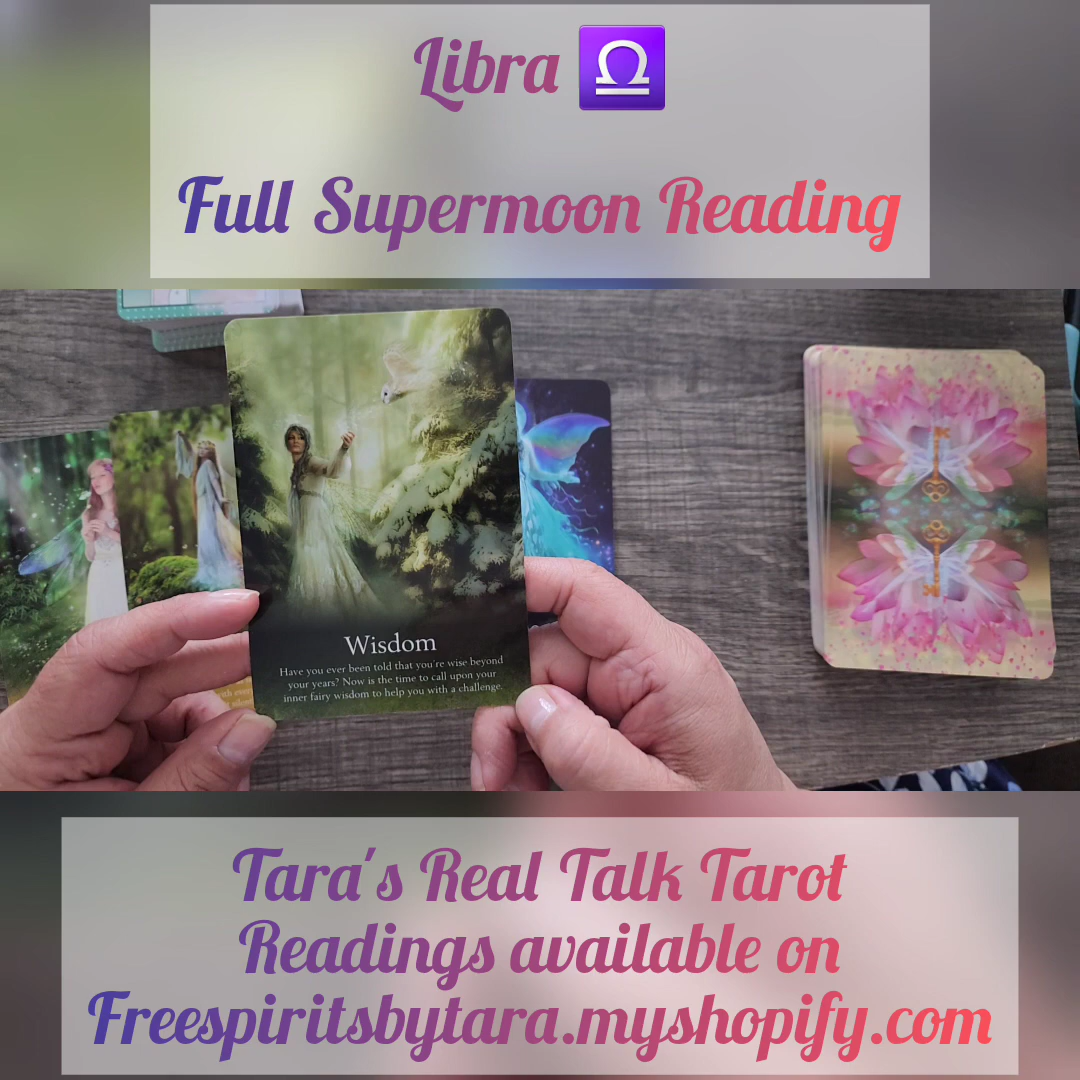 Libra ♎
Full Supermoon Reading
Wisdom
Have you ever been told that you're wise beyond
your years? Now is the time to call upon your
inner fairy wisdom to help you with a challenge.
Tara's Real Talk Tarot
Readings available on
Freespiritsbytara.myshopify.com